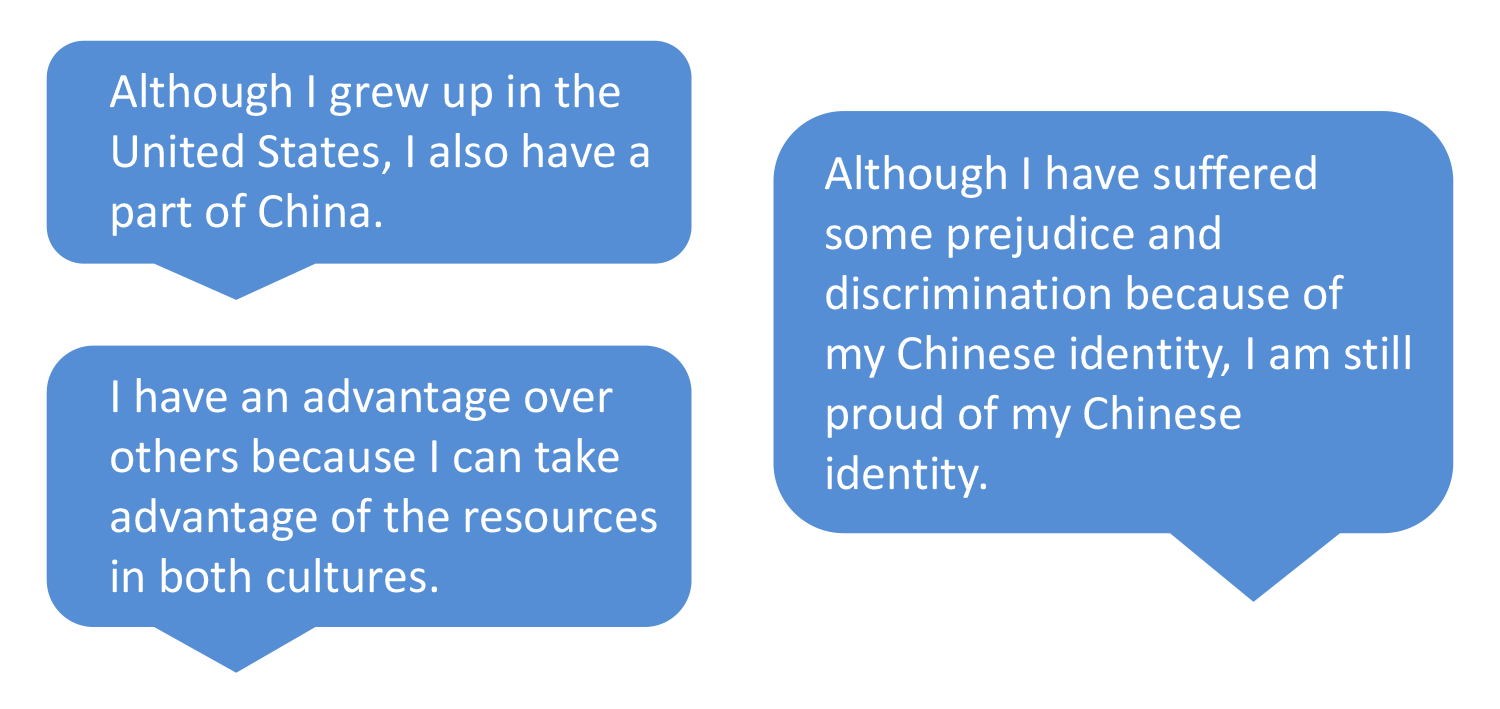 Although I grew up in the
United States, I also have a
part of China.
I have an advantage over
others because I can take
advantage of the resources
in both cultures.
Although I have suffered
some prejudice and
discrimination because of
my Chinese identity, I am still
proud of my Chinese
identity.